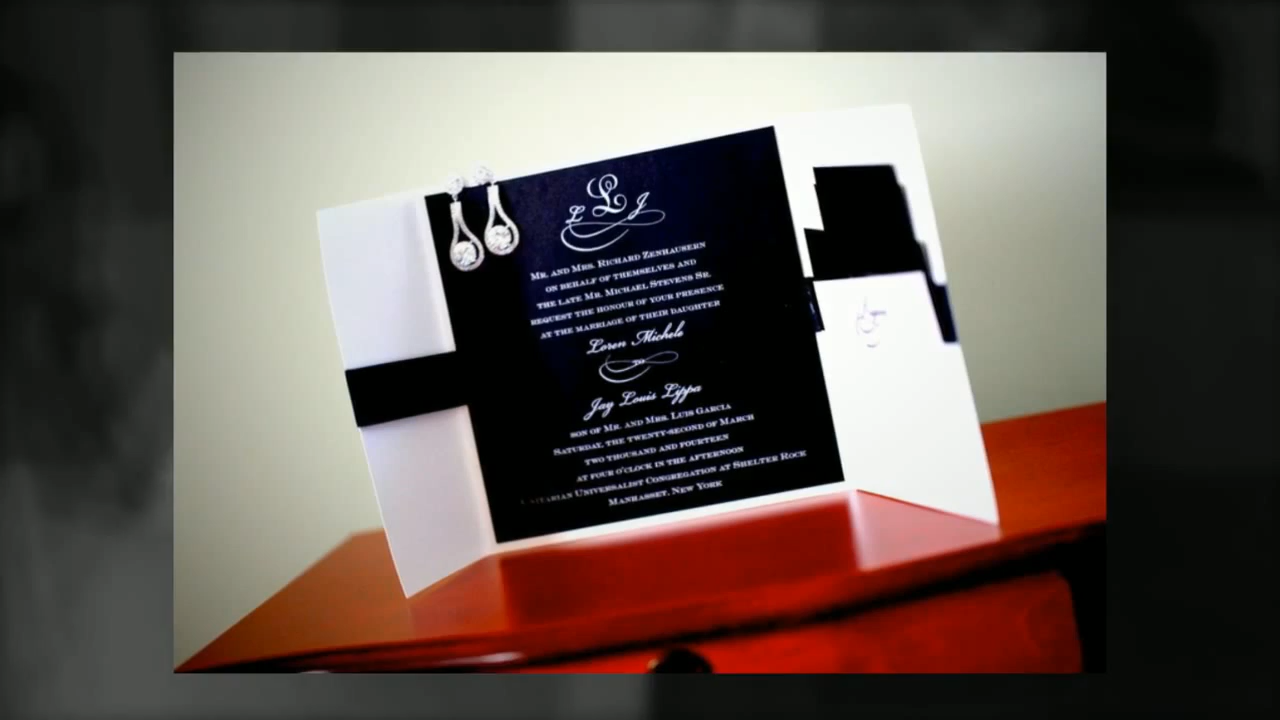 L L J
Mr. and Mrs. Richard Zenhausern
on behalf of themselves and
the late Mr. Michael Stevens Sr.
request the honour of your presence
at the marriage of their daughter
Loren Michele
to
Jay Louis Lippa
son of Mr. and Mrs. Luis Garcia
Saturday, the twenty-second of March
two thousand and fourteen
at four o'clock in the afternoon
Unitarian Universalist Congregation at Shelter Rock
Manhasset, New York